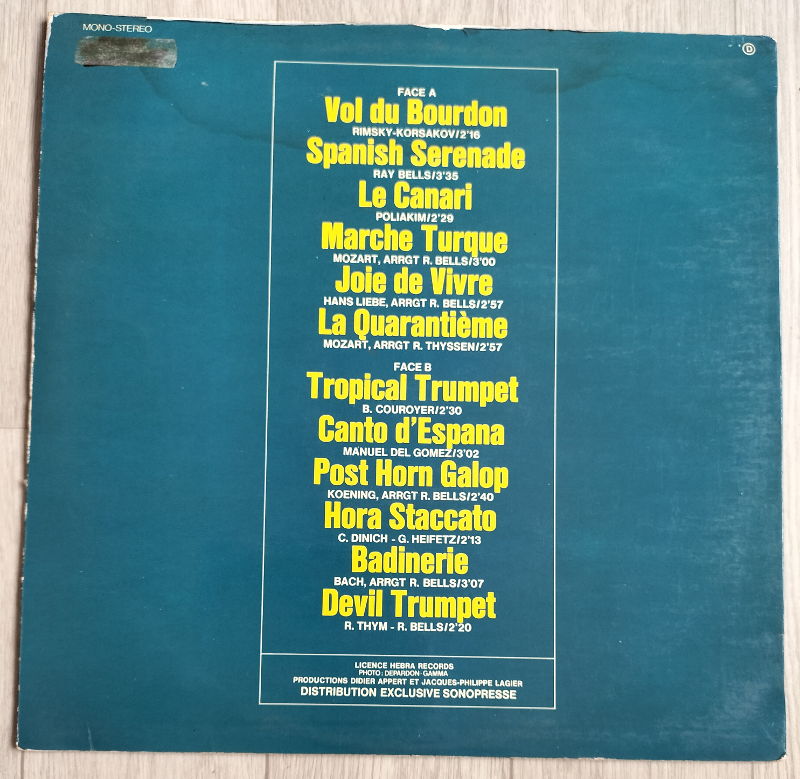 MONO-STEREO
D
FACE A
Vol du Bourdon
RIMSKY-KORSAKOV/2'16
Spanish Serenade
RAY BELLS/3'35
Le Canari
POLIAKIM/2'29
Marche Turque
MOZART, ARRGT R. BELLS/3'00
Joie de Vivre
HANS LIEBE, ARRGT R. BELLS/2'57
La Quarantième
MOZART, ARRGT R. THYSSEN/2'57
FACE B
Tropical Trumpet
B. COUROYER/2'30
Canto d'Espana
MANUEL DEL GOMEZ/3'02
Post Horn Galop
KOENING, ARRGT R. BELLS/2'40
Hora Staccato
C. DINICH - G. HEIFETZ/2'13
Badinerie
BACH, ARRGT R. BELLS/3'07
Devil Trumpet
R. THYM - R. BELLS/2'20
LICENCE HEBRA RECORDS
PHOTO: DEPARDON-GAMMA
PRODUCTIONS DIDIER APPERT ET JACQUES-PHILIPPE LAGIER
DISTRIBUTION EXCLUSIVE SONOPRESSE